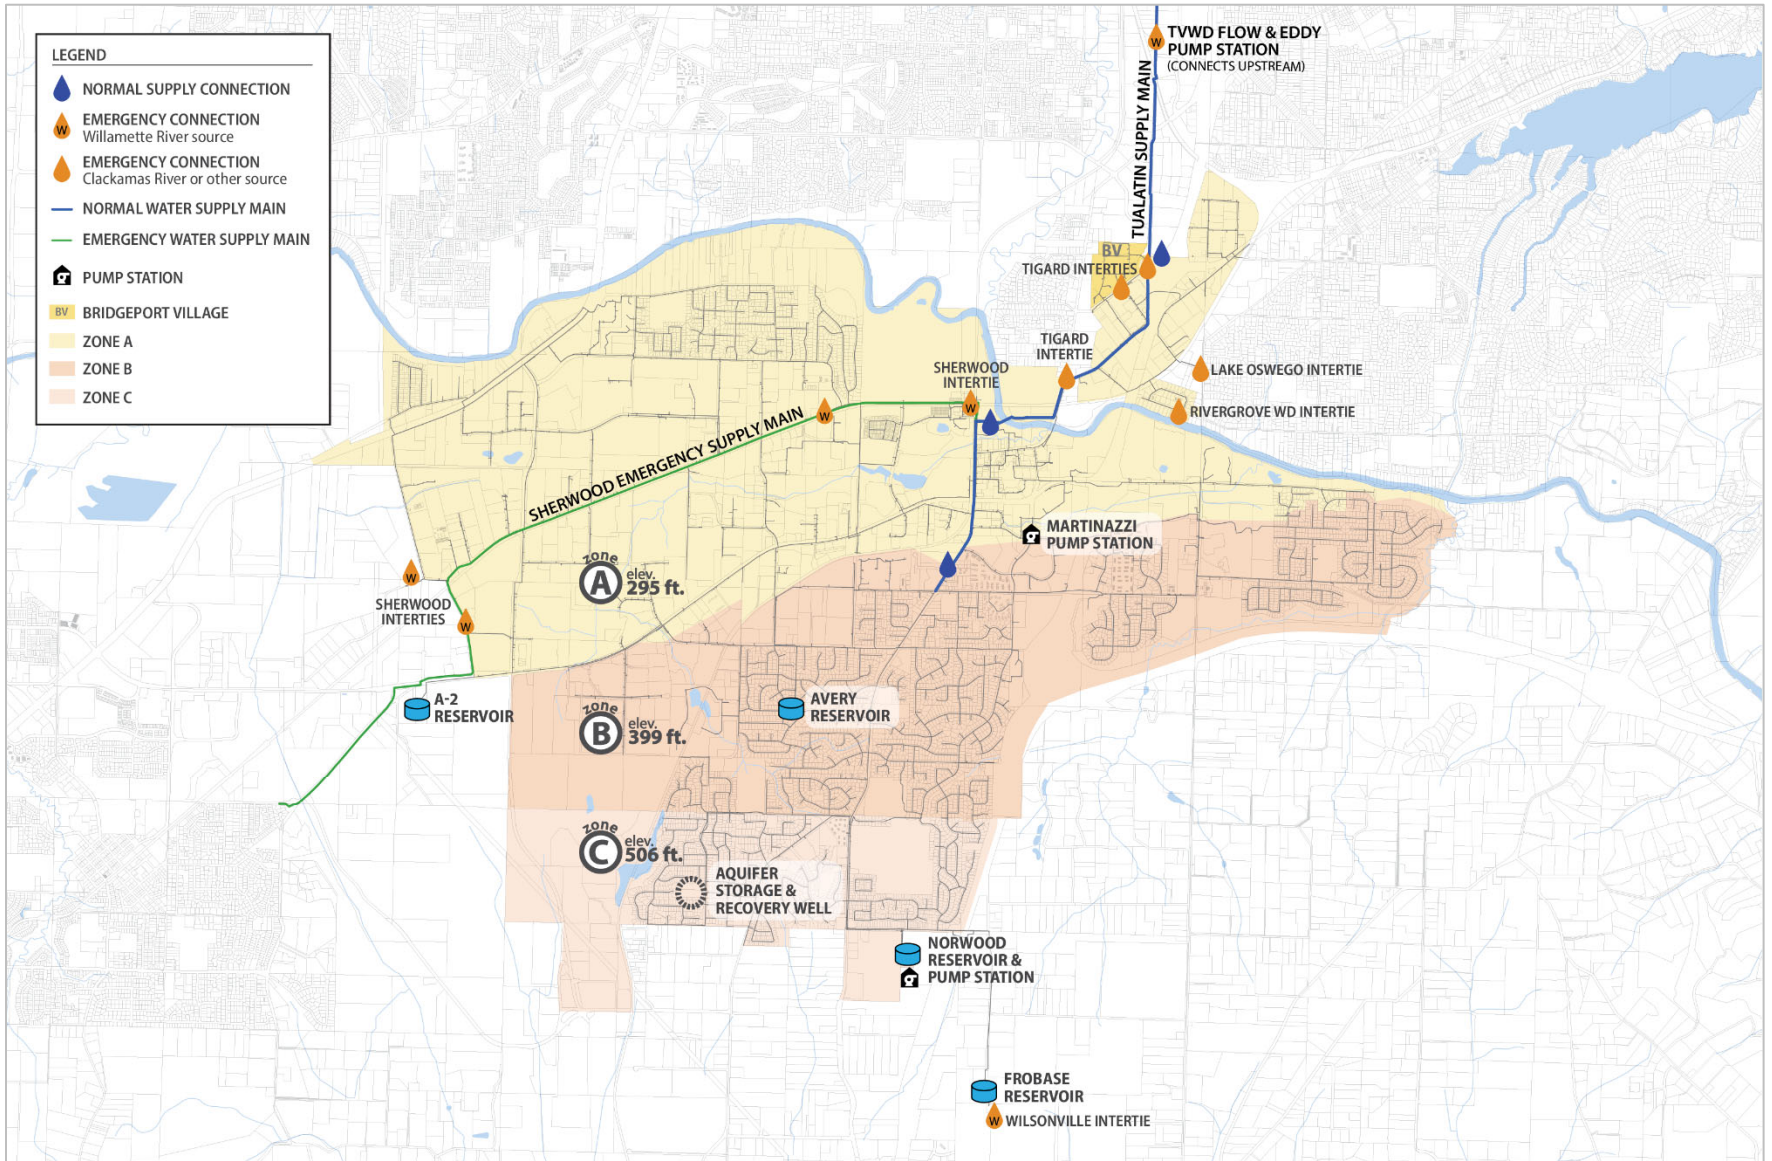 LEGEND
NORMAL SUPPLY CONNECTION
W
EMERGENCY CONNECTION
Willamette River source
EMERGENCY CONNECTION
Clackamas River or other source
NORMAL WATER SUPPLY MAIN
EMERGENCY WATER SUPPLY MAIN
PUMP STATION
BV
BRIDGEPORT VILLAGE
ZONE A
ZONE B
ZONE C
W
TVWD FLOW & EDDY
PUMP STATION
(CONNECTS UPSTREAM)
TUALATIN SUPPLY MAIN
BV
TIGARD INTERTIES
TIGARD
INTERTIE
LAKE OSWEGO INTERTIE
RIVERGROVE WD INTERTIE
SHERWOOD
INTERTIE
W
W
SHERWOOD EMERGENCY SUPPLY MAIN
MARTINAZZI
PUMP STATION
zone
A
elev.
295 ft.
W
SHERWOOD
INTERTIES
W
A-2
RESERVOIR
zone
B
elev.
399 ft.
AVERY
RESERVOIR
zone
C
elev.
506 ft.
AQUIFER
STORAGE &
RECOVERY WELL
NORWOOD
RESERVOIR &
PUMP STATION
FROBASE
RESERVOIR
W
WILSONVILLE INTERTIE